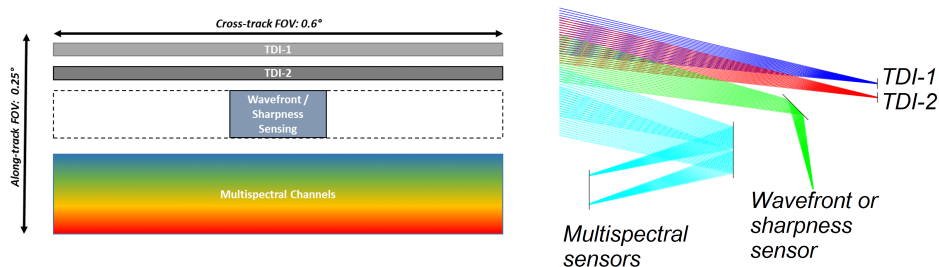 Cross-track FOV: 0.6°
Along-track FOV: 0.25°
TDI-1
TDI-2
Wavefront /
Sharpness
Sensing
Multispectral Channels
TDI-1
TDI-2
Multispectral
sensors
Wavefront or
sharpness
sensor